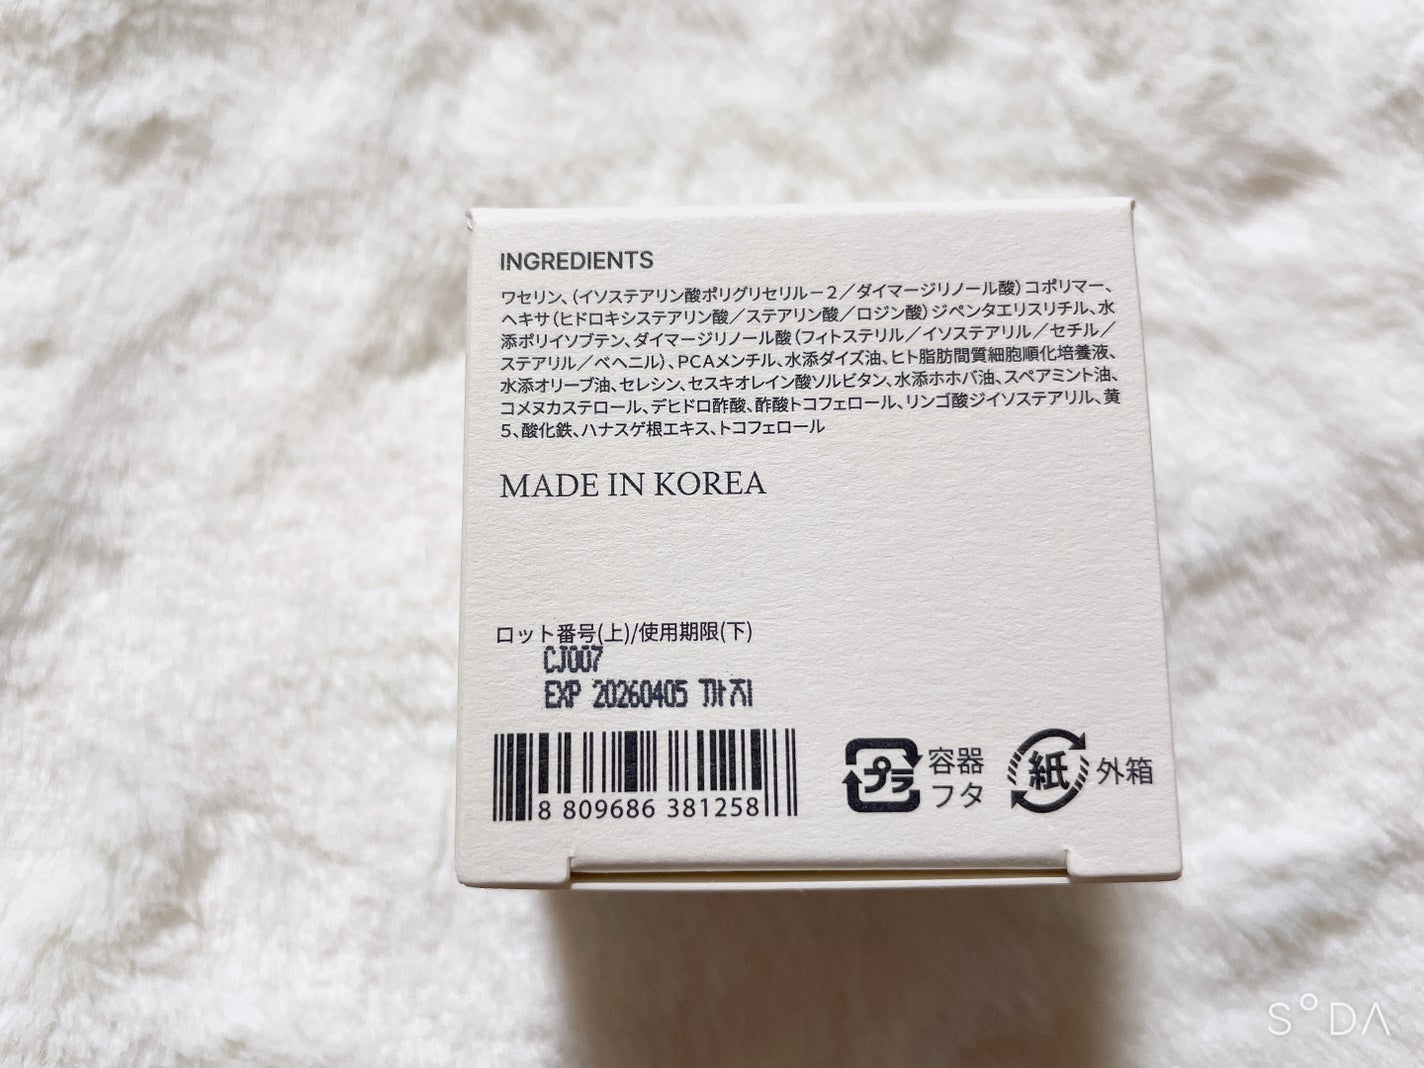 INGREDIENTS
ワセリン、(イソステアリン酸ポリグリセリル－２／ダイマージリノール酸)コポリマー、
ヘキサ(ヒドロキシステアリン酸／ステアリン酸／ロジン酸)ジペンタエリスリチル、水
添ポリイソブテン、ダイマージリノール酸(フィトステリル／イソステアリル／セチル／
ステアリル／ベヘニル)、PCAメンチル、水添ダイズ油、ヒト脂肪間質細胞順化培養液、
水添オリーブ油、セレシン、セスキオレイン酸ソルビタン、水添ホホバ油、スペアミント油、
コメヌカステロール、デヒドロ酢酸、酢酸トコフェロール、リンゴ酸ジイソステアリル、黄
５、酸化鉄、ハナスゲ根エキス、トコフェロール
MADE IN KOREA
ロット番号(上)/使用期限(下)
CJ007
EXP 20260405 까지
8 809686 381258
プラ 容器
フタ
紙 外箱
SODA